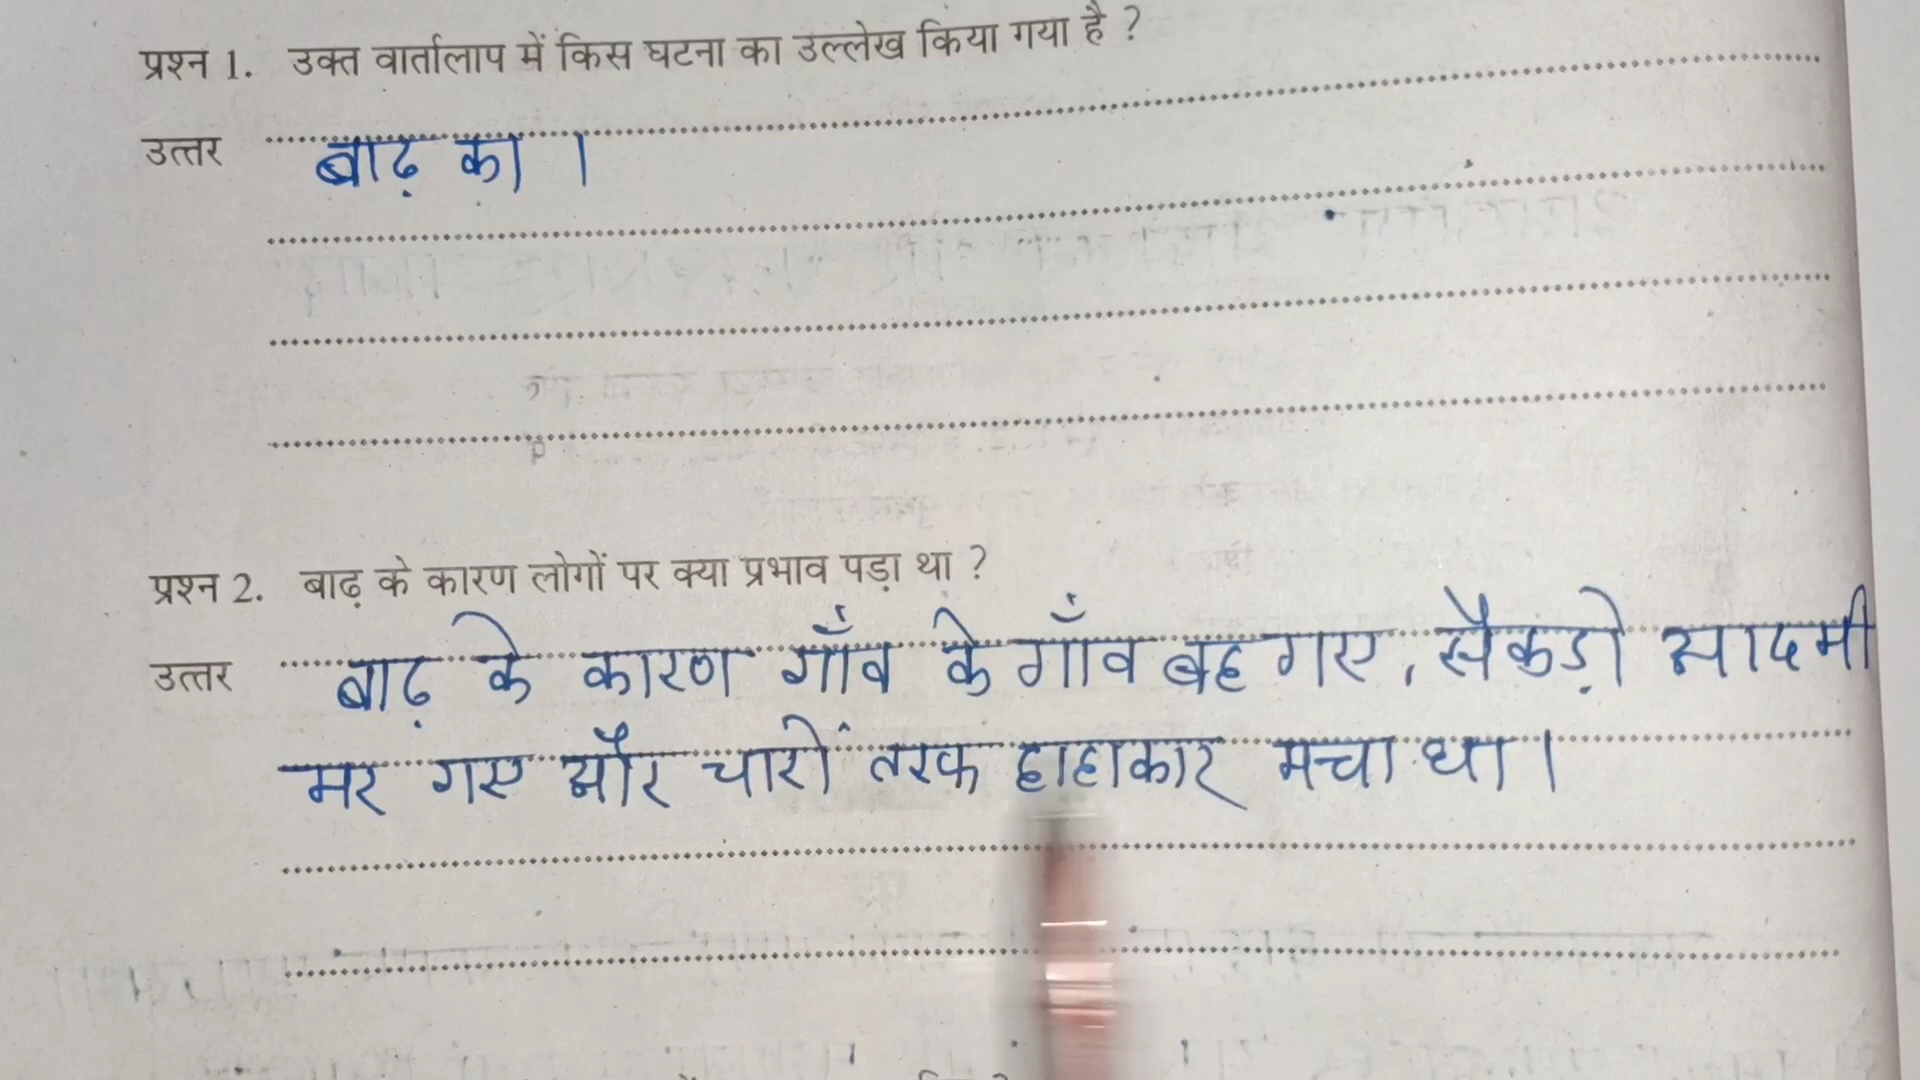 प्रश्न 1. उक्त वार्तालाप में किस घटना का उल्लेख किया गया है ?
उत्तर बाढ़ का ।
प्रश्न 2. बाढ़ के कारण लोगों पर क्या प्रभाव पड़ा था ?
उत्तर बाढ़ के कारण गाँव के गाँव बह गए, सैकड़ो आदमी
मर गए और चारों तरफ हाहाकार मचा था ।